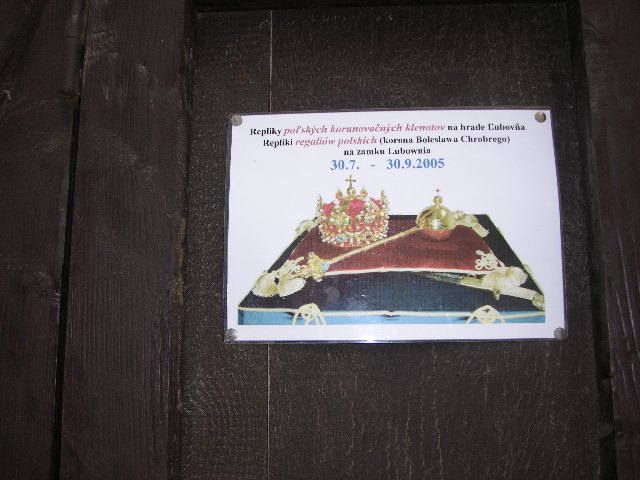 Repliky poľských korunovačných klenotov na hrade Ľubovňa
Repliki regaliów polskich (korona Bolesława Chrobrego)
na zamku Lubownia
30.7. - 30.9.2005